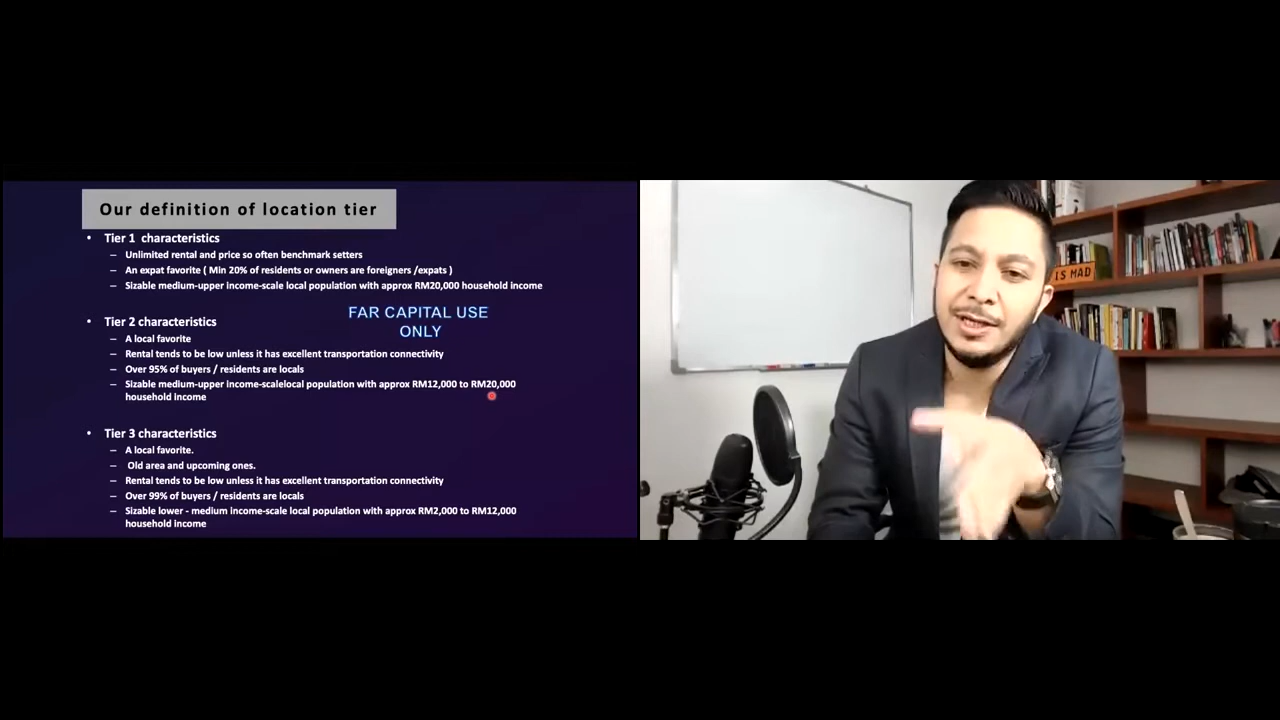 Our definition of location tier
• Tier 1 characteristics
– Unlimited rental and price so often benchmark setters
– An expat favorite ( Min 20% of residents or owners are foreigners /expats )
– Sizable medium-upper income-scale local population with approx RM20,000 household income
FAR CAPITAL USE
ONLY
• Tier 2 characteristics
– A local favorite
– Rental tends to be low unless it has excellent transportation connectivity
– Over 95% of buyers / residents are locals
– Sizable medium-upper income-scalelocal population with approx RM12,000 to RM20,000
household income
• Tier 3 characteristics
– A local favorite.
– Old area and upcoming ones.
– Rental tends to be low unless it has excellent transportation connectivity
– Over 99% of buyers / residents are locals
– Sizable lower - medium income-scale local population with approx RM2,000 to RM12,000
household income
IS MAD